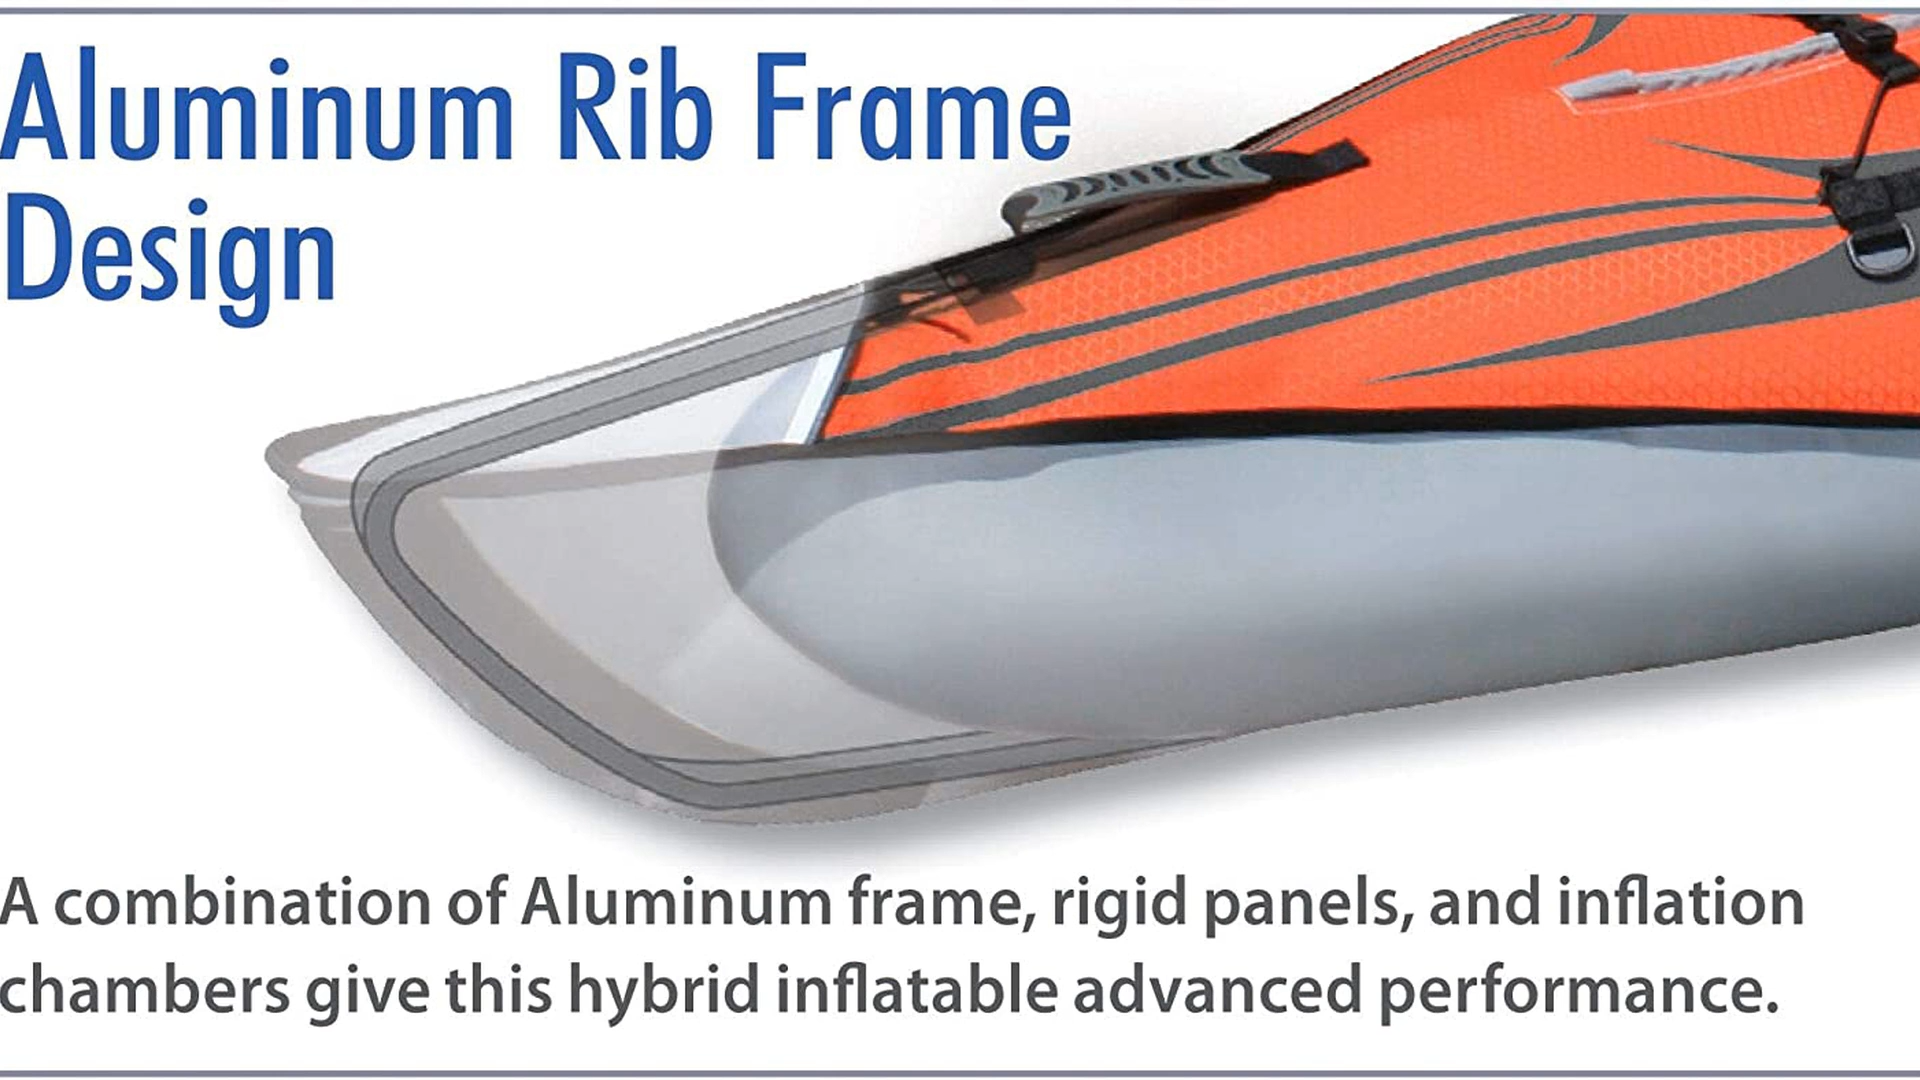 Aluminum Rib Frame
Design
A combination of Aluminum frame, rigid panels, and inflation
chambers give this hybrid inflatable advanced performance.